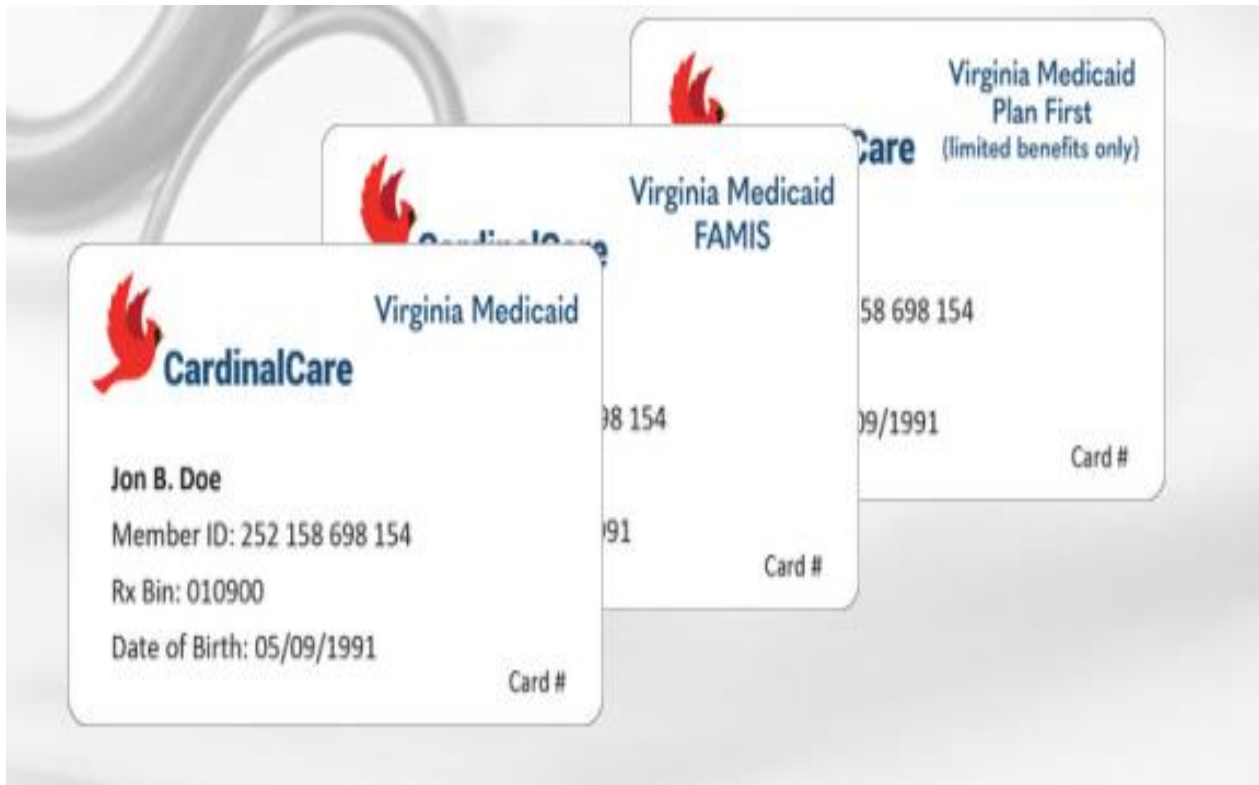 Virginia Medicaid
CardinalCare
Jon B. Doe
Member ID: 252 158 698 154
Rx Bin: 010900
Date of Birth: 05/09/1991
Card #
Virginia Medicaid
FAMIS
CardinalCare
98 154
991
Card #
Virginia Medicaid
Plan First
Care (limited benefits only)
58 698 154
09/1991
Card #